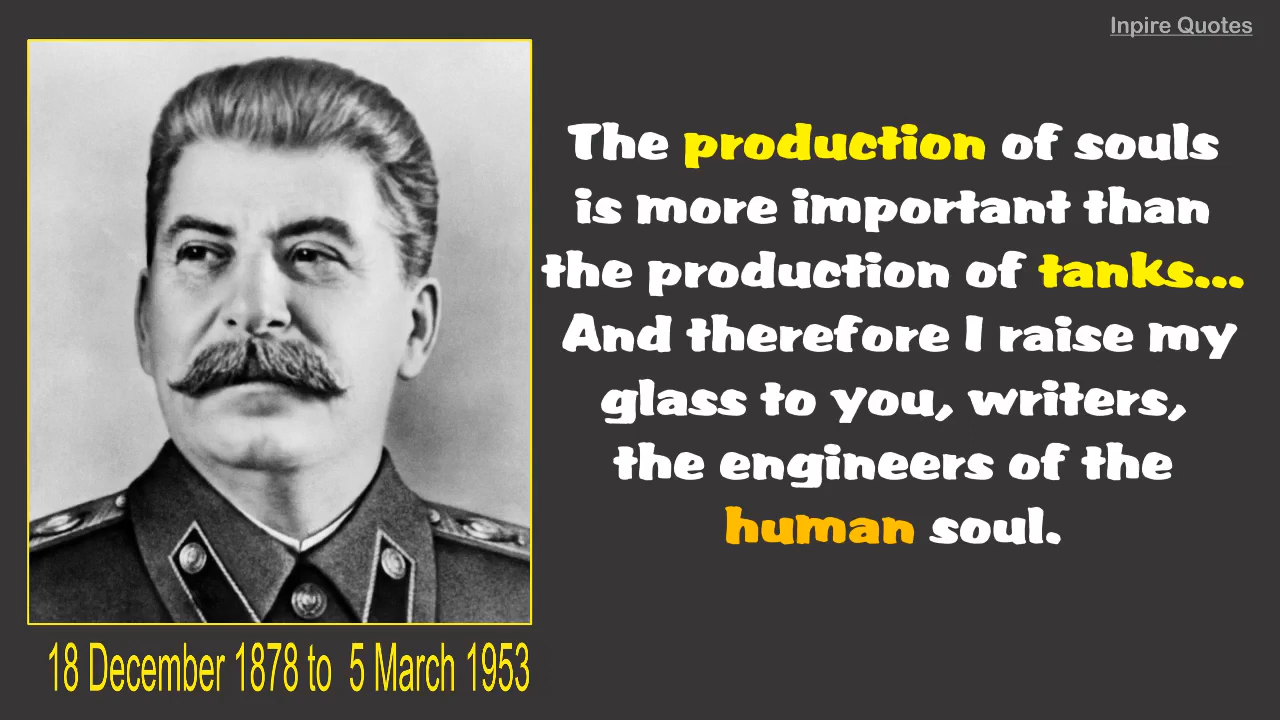 Inpire Quotes
The production of souls
is more important than
the production of tanks...
And therefore I raise my
glass to you, writers,
the engineers of the
human soul.
18 December 1878 to 5 March 1953